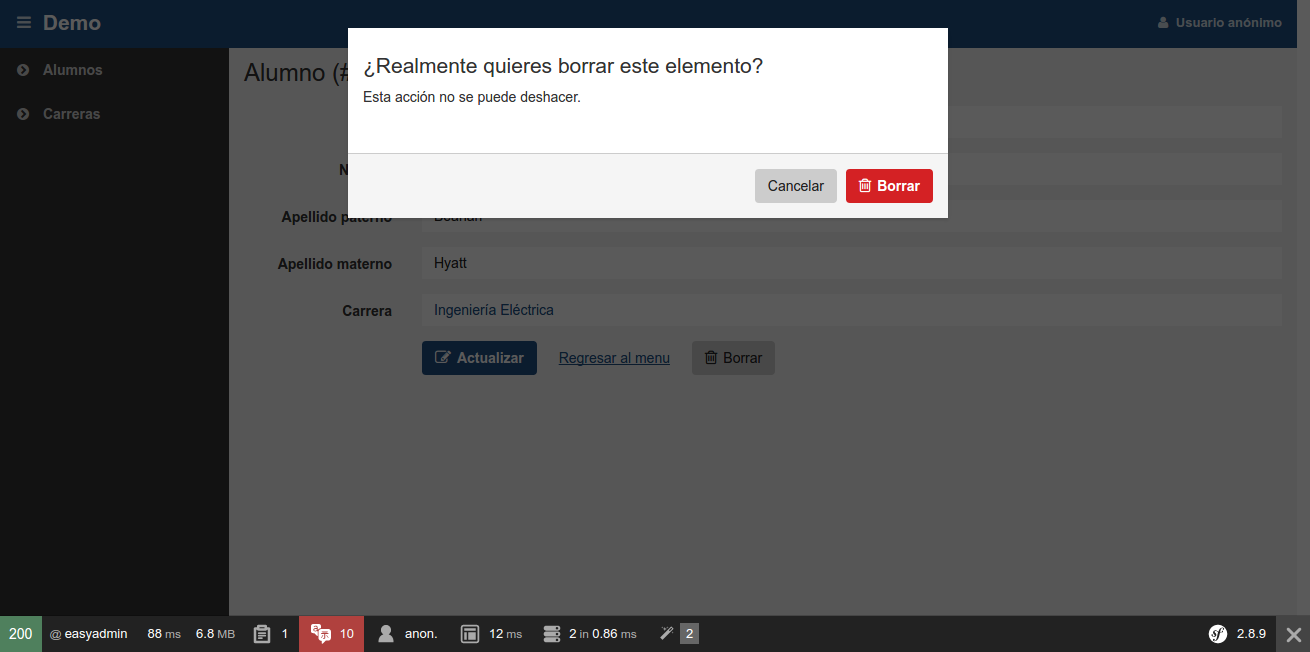 Demo
Usuario anónimo
Alumnos
Carreras
Alumno (#
¿Realmente quieres borrar este elemento?
Esta acción no se puede deshacer.
Cancelar
Borrar
N
Apellido paterno
Apellido materno
Hyatt
Carrera
Ingeniería Eléctrica
Actualizar
Regresar al menu
Borrar
200 @ easyadmin 88 ms 6.8 MB 1 10 anon. 12 ms 2 in 0.86 ms 2 2.8.9